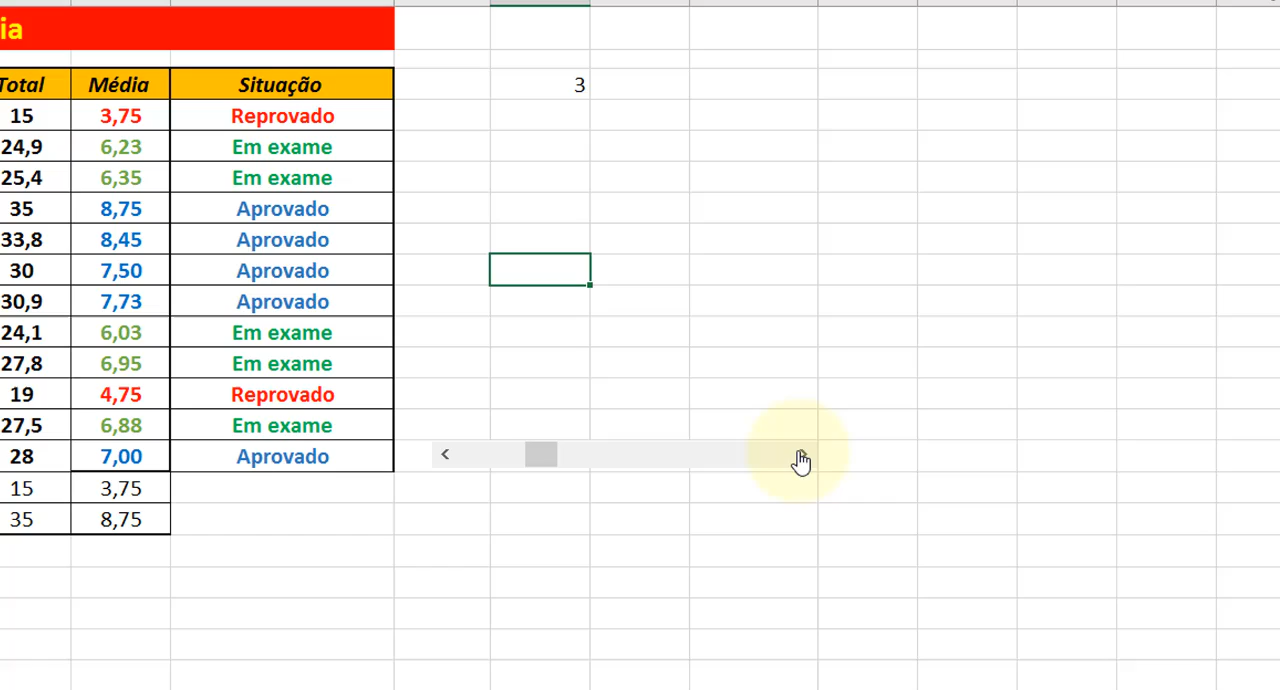 ia
Total Média Situação 3
15 3,75 Reprovado
24,9 6,23 Em exame
25,4 6,35 Em exame
35 8,75 Aprovado
33,8 8,45 Aprovado
30 7,50 Aprovado
30,9 7,73 Aprovado
24,1 6,03 Em exame
27,8 6,95 Em exame
19 4,75 Reprovado
27,5 6,88 Em exame
28 7,00 Aprovado
15 3,75
35 8,75